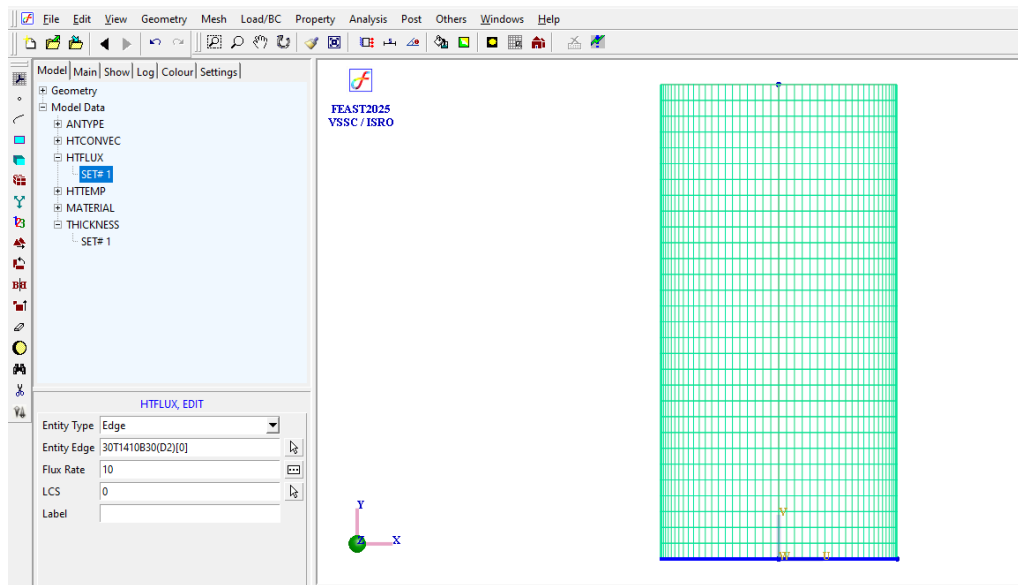 File Edit View Geometry Mesh Load/BC Property Analysis Post Others Windows Help
Model Main Show Log Colour Settings
Geometry
Model Data
ANTYPE
HTCONVEC
HTFLUX
SET# 1
HTTEMP
MATERIAL
THICKNESS
SET# 1
HTFLUX, EDIT
Entity Type Edge
Entity Edge 30T1410B30(D2)[0]
Flux Rate 10
LCS 0
Label
FEAST2025
VSSC / ISRO
Y
Z X
V
W U